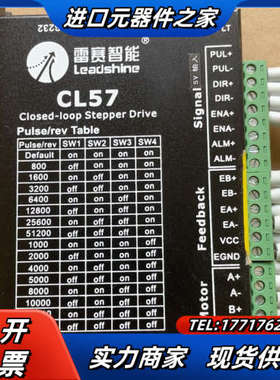 进口元器件之家
雷赛智能
Leadshine
CL57
Closed-loop Stepper Drive
Pulse/rev Table
Pulse/rev SW1 SW2 SW3 SW4
Default on on on on
800 off on on on
1600 on off on on
3200 off off on on
6400 on on off on
12800 off on off on
25600 on off off on
51200 off off off on
1000 on on on off
2000 off on on off
4000 on off on off
5000 off off on off
8000 on on off off
10000 off on off off
Signal
5V 输入
PUL+
PUL-
DIR+
DIR-
ENA+
ENA-
ALM+
ALM-
Feedback
EB+
EB-
EA+
EA-
VCC
EGND
Motor
A+
A-
B+
可开
发票
TEL:17717762
实力商家 现货供